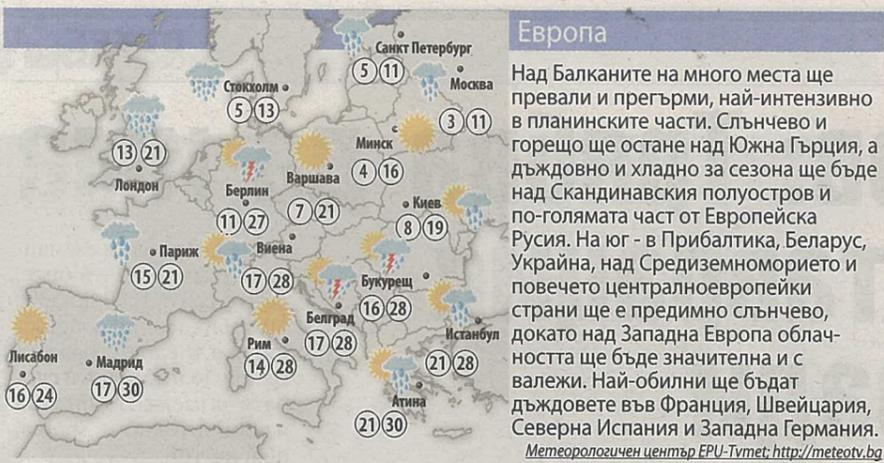 Европа
Над Балканите на много места ще
превали и прегърми, най-интензивно
в планинските части. Слънчево и
горещо ще остане над Южна Гърция, а
дъждовно и хладно за сезона ще бъде
над Скандинавския полуостров и
по-голямата част от Европейска
Русия. На юг - в Прибалтика, Беларус,
Украйна, над Средиземноморието и
повечето централноевропейки
страни ще е предимно слънчево,
докато над Западна Европа облач-
ността ще бъде значителна и с
валежи. Най-обилни ще бъдат
дъждовете във Франция, Швейцария,
Северна Испания и Западна Германия.
Метеорологичен център EPU-Tvmet; http://meteotv.bg
Санкт Петербург
5 11
Москва
3 11
Стокхолм
5 13
Минск
4 16
13 21
Лондон
Варшава
7 21
Берлин
11 27
Киев
8 19
Париж
15 21
Виена
17 28
Букурещ
16 28
Белград
17 28
Истанбул
21 28
Рим
14 28
Лисабон
16 24
Мадрид
17 30
Атина
21 30